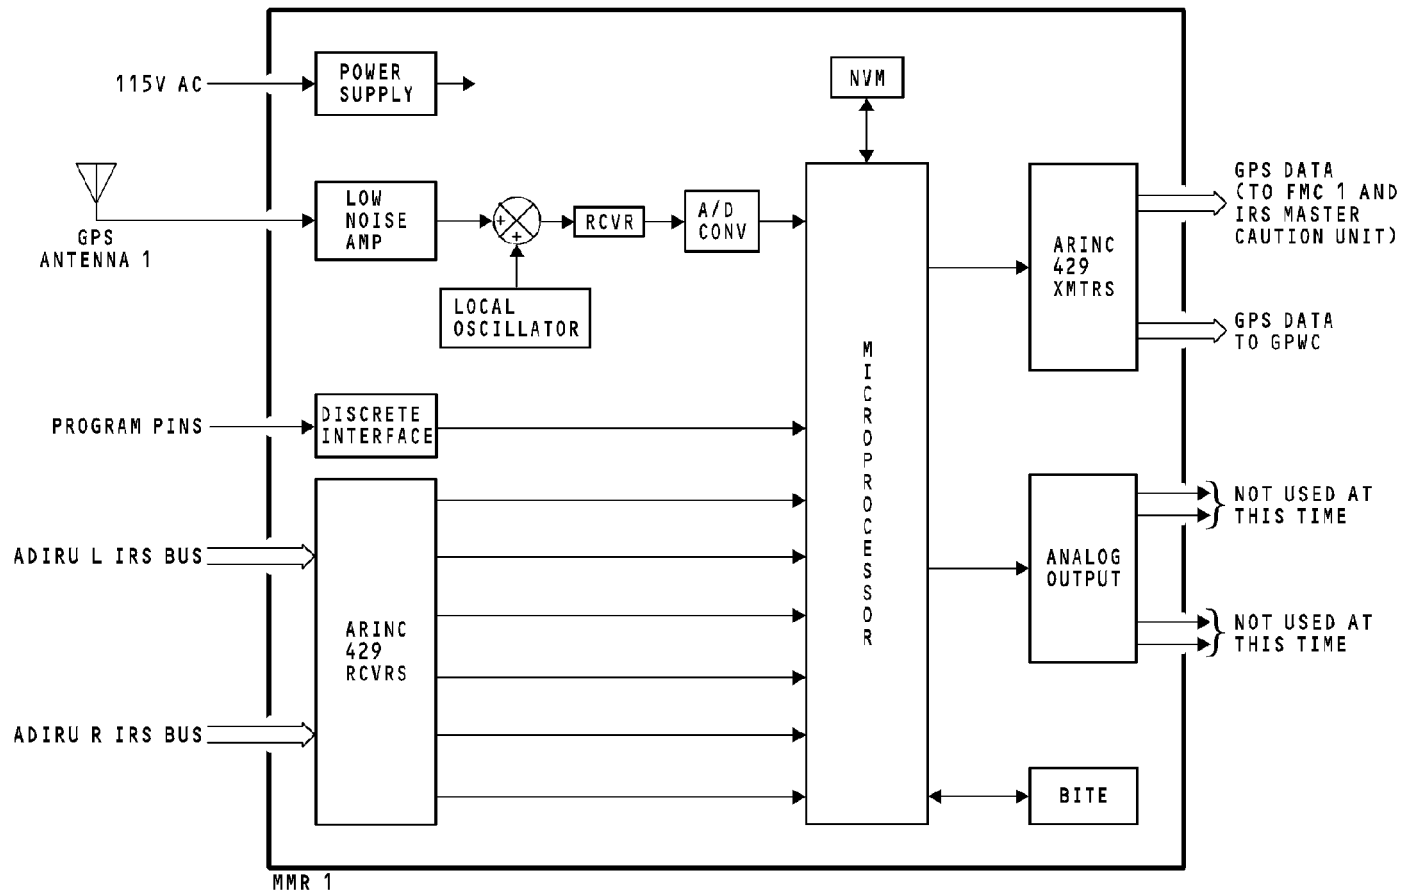 115V AC
POWER
SUPPLY
NVM
GPS
ANTENNA 1
LOW
NOISE
AMP
+
+
RCVR
A/D
CONV
LOCAL
OSCILLATOR
ARINC
429
XMTRS
GPS DATA
(TO FMC 1 AND
IRS MASTER
CAUTION UNIT)
GPS DATA
TO GPWC
PROGRAM PINS
DISCRETE
INTERFACE
MICROPROCESSOR
ADIRU L IRS BUS
ARINC
429
RCVRS
ADIRU R IRS BUS
ANALOG
OUTPUT
NOT USED AT
THIS TIME
NOT USED AT
THIS TIME
BITE
MMR 1